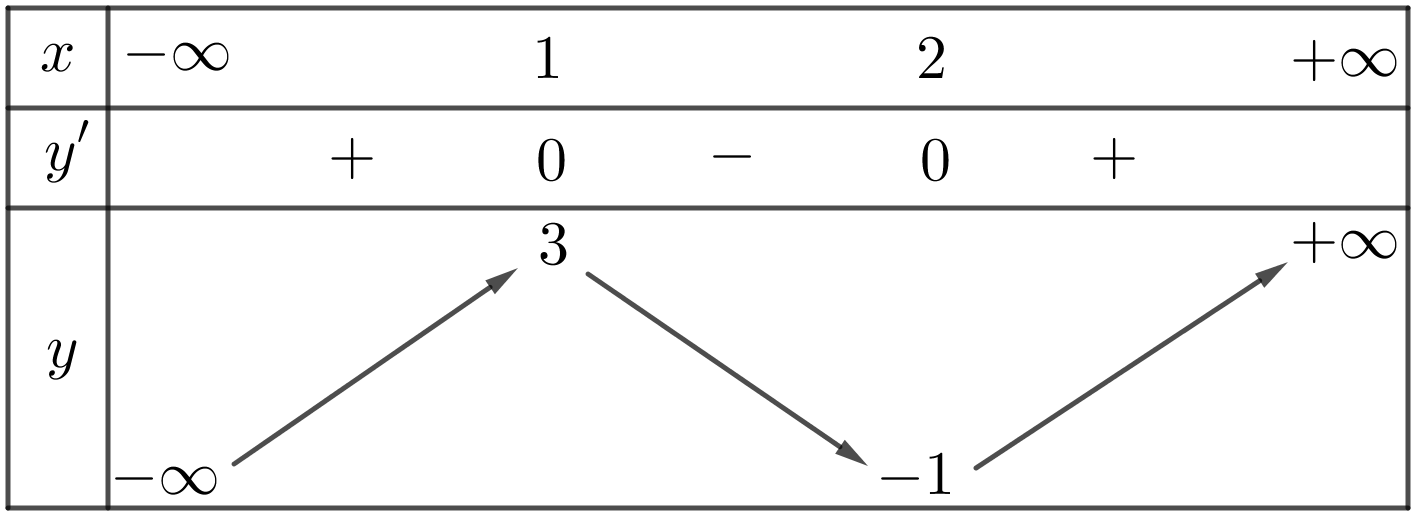 x −∞ 1 2 +∞
y′ + 0 − 0 +
3 +∞
y
−∞ −1